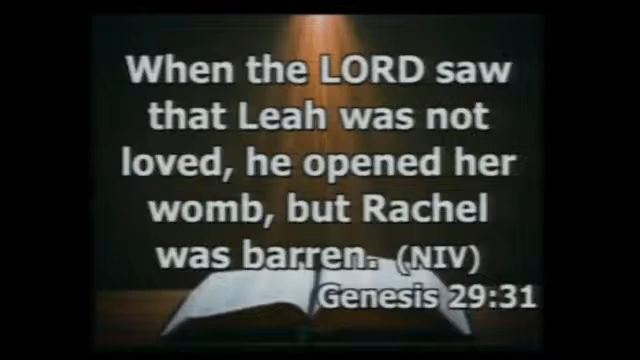 When the LORD saw
that Leah was not
loved, he opened her
womb, but Rachel
was barren. (NIV)
Genesis 29:31